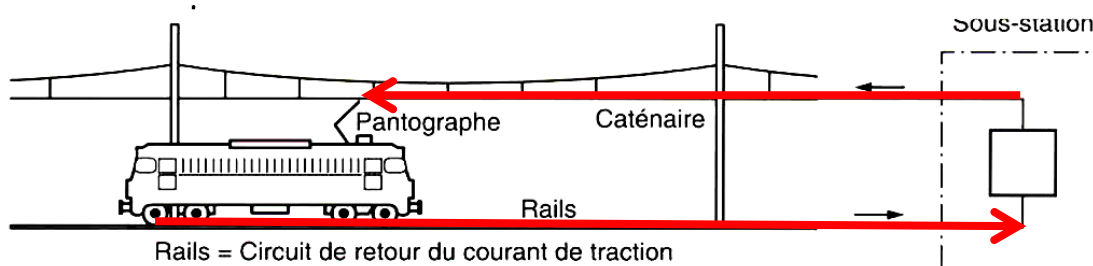 Sous-station
Pantographe
Caténaire
Rails
Rails = Circuit de retour du courant de traction